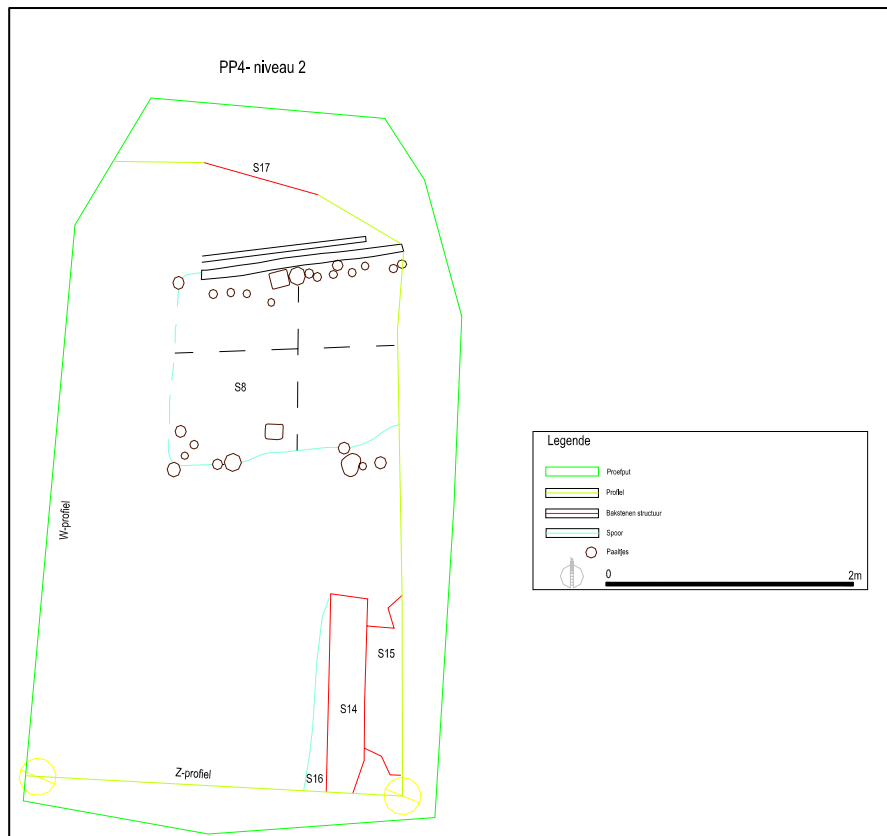 PP4- niveau 2
S17
S8
W-profiel
S15
S14
S16
Z-profiel
Legende
Proefput
Profiel
Bakstenen structuur
Spoor
Paaltjes
0 2m